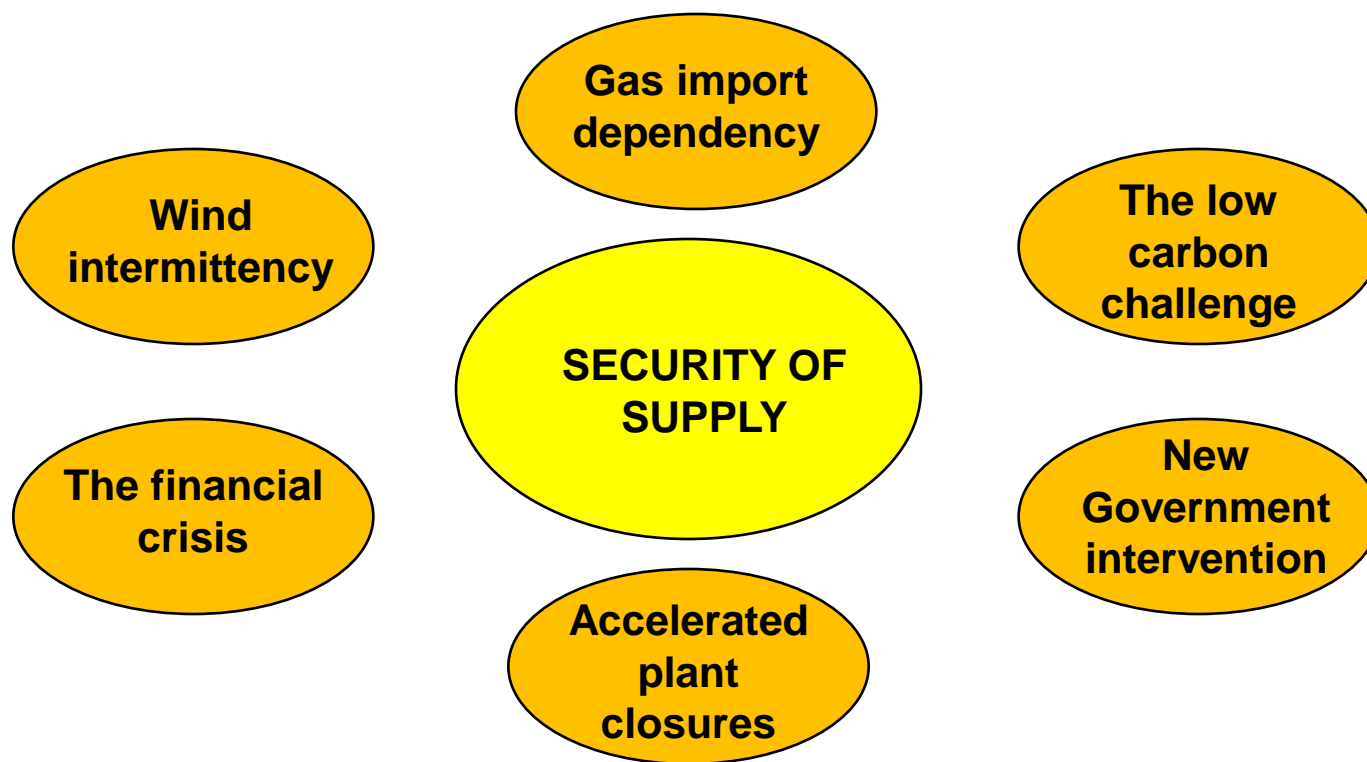 Gas import
dependency
Wind
intermittency
The low
carbon
challenge
SECURITY OF
SUPPLY
The financial
crisis
New
Government
intervention
Accelerated
plant
closures